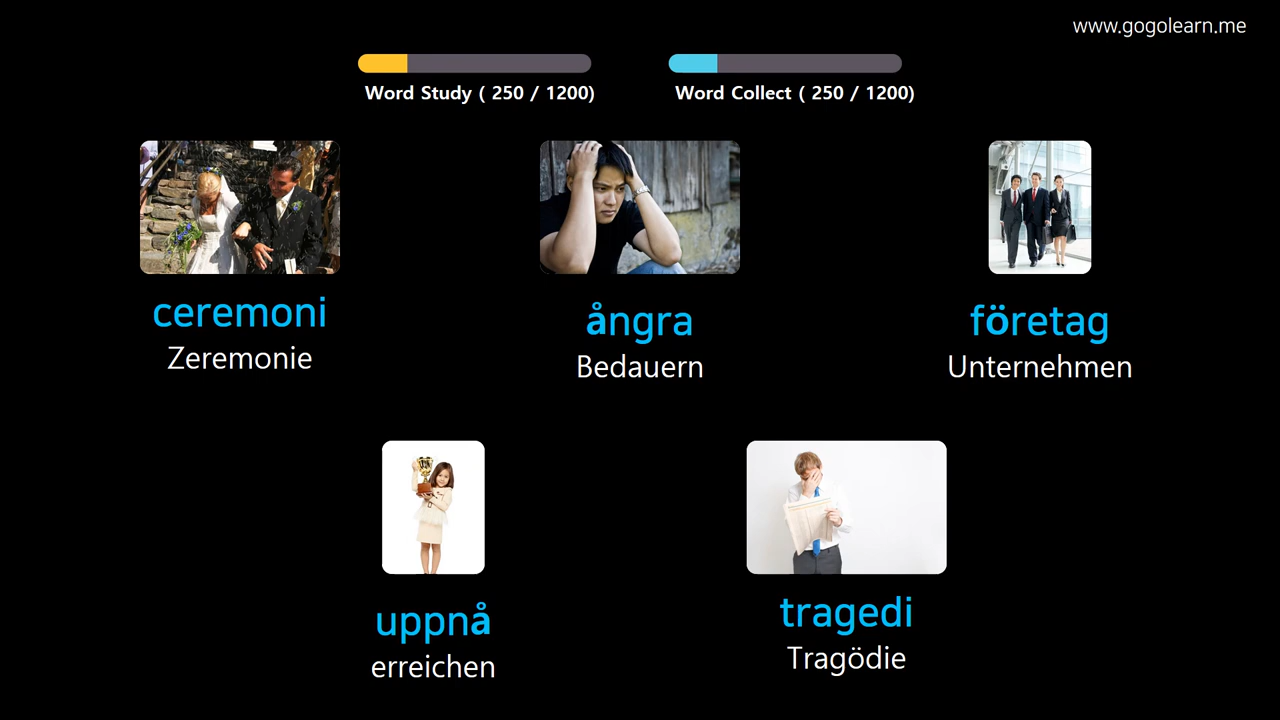 www.gogolearn.me
Word Study ( 250 / 1200)
Word Collect ( 250 / 1200)
ceremoni
Zeremonie
ångra
Bedauern
företag
Unternehmen
uppnå
erreichen
tragedi
Tragödie